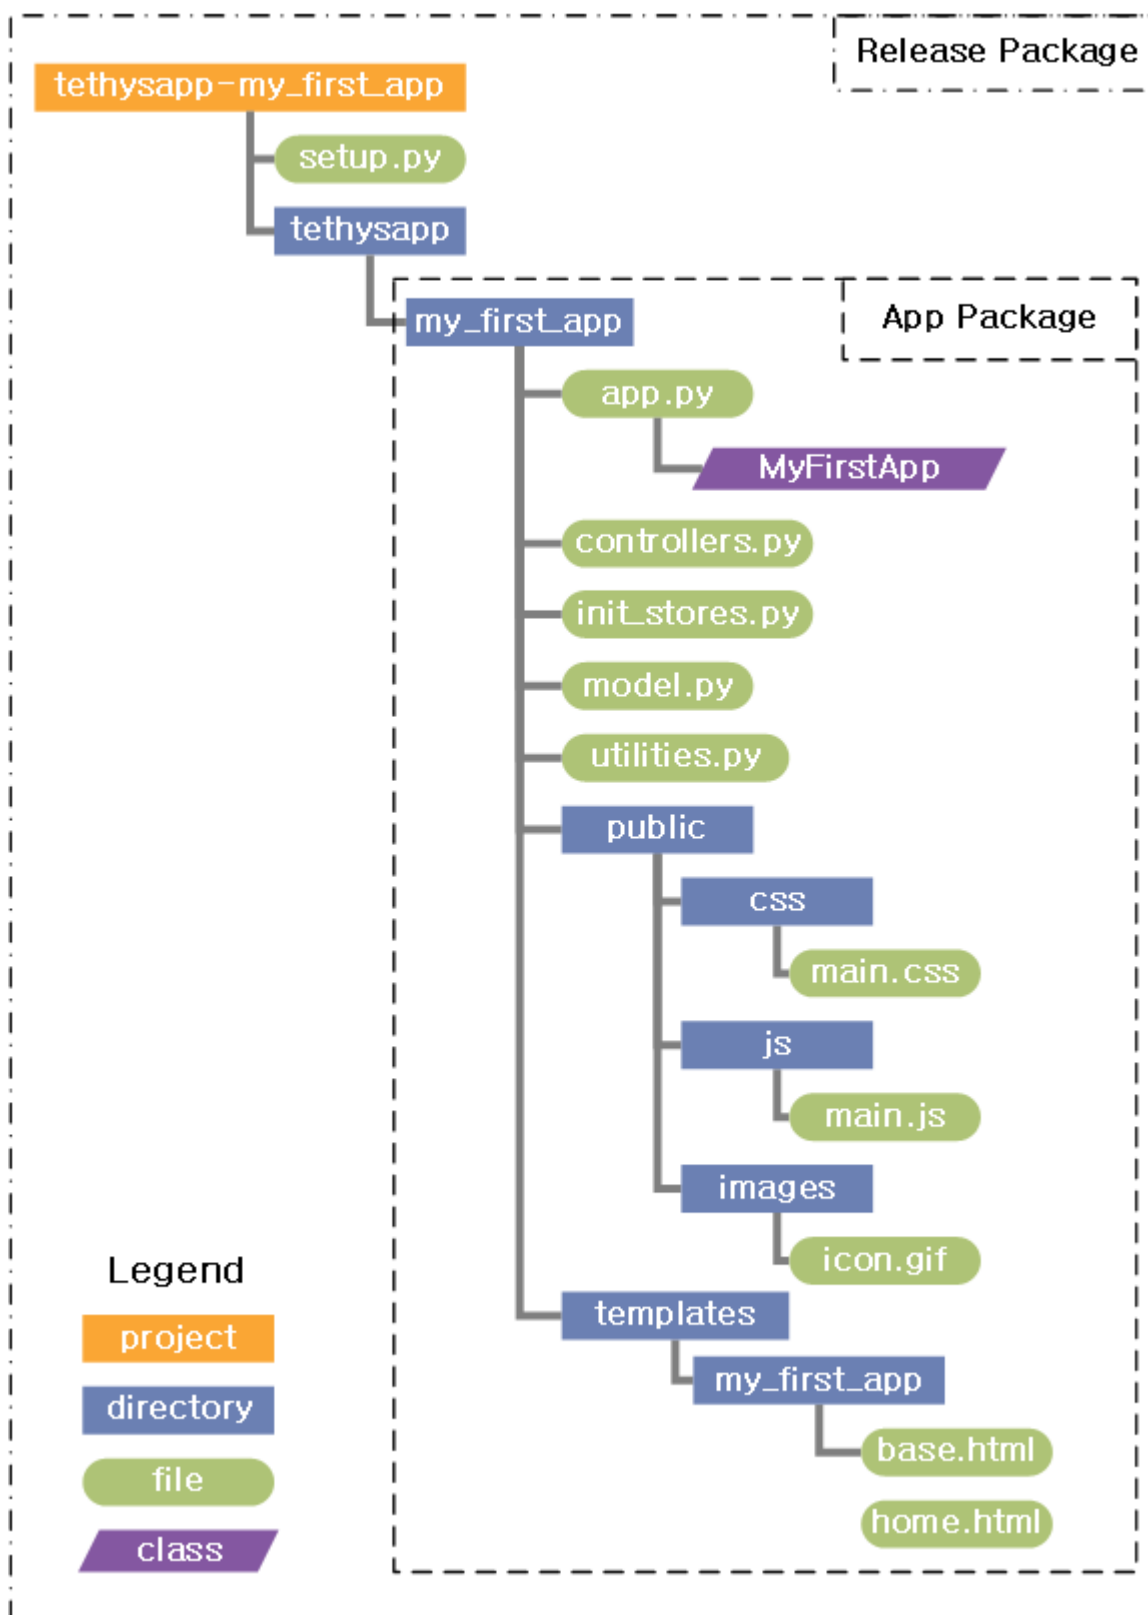 Release Package
tethysapp-my_first_app
setup.py
tethysapp
my_first_app
App Package
app.py
MyFirstApp
controllers.py
init_stores.py
model.py
utilities.py
public
css
main.css
js
main.js
images
icon.gif
templates
my_first_app
base.html
home.html
Legend
project
directory
file
class